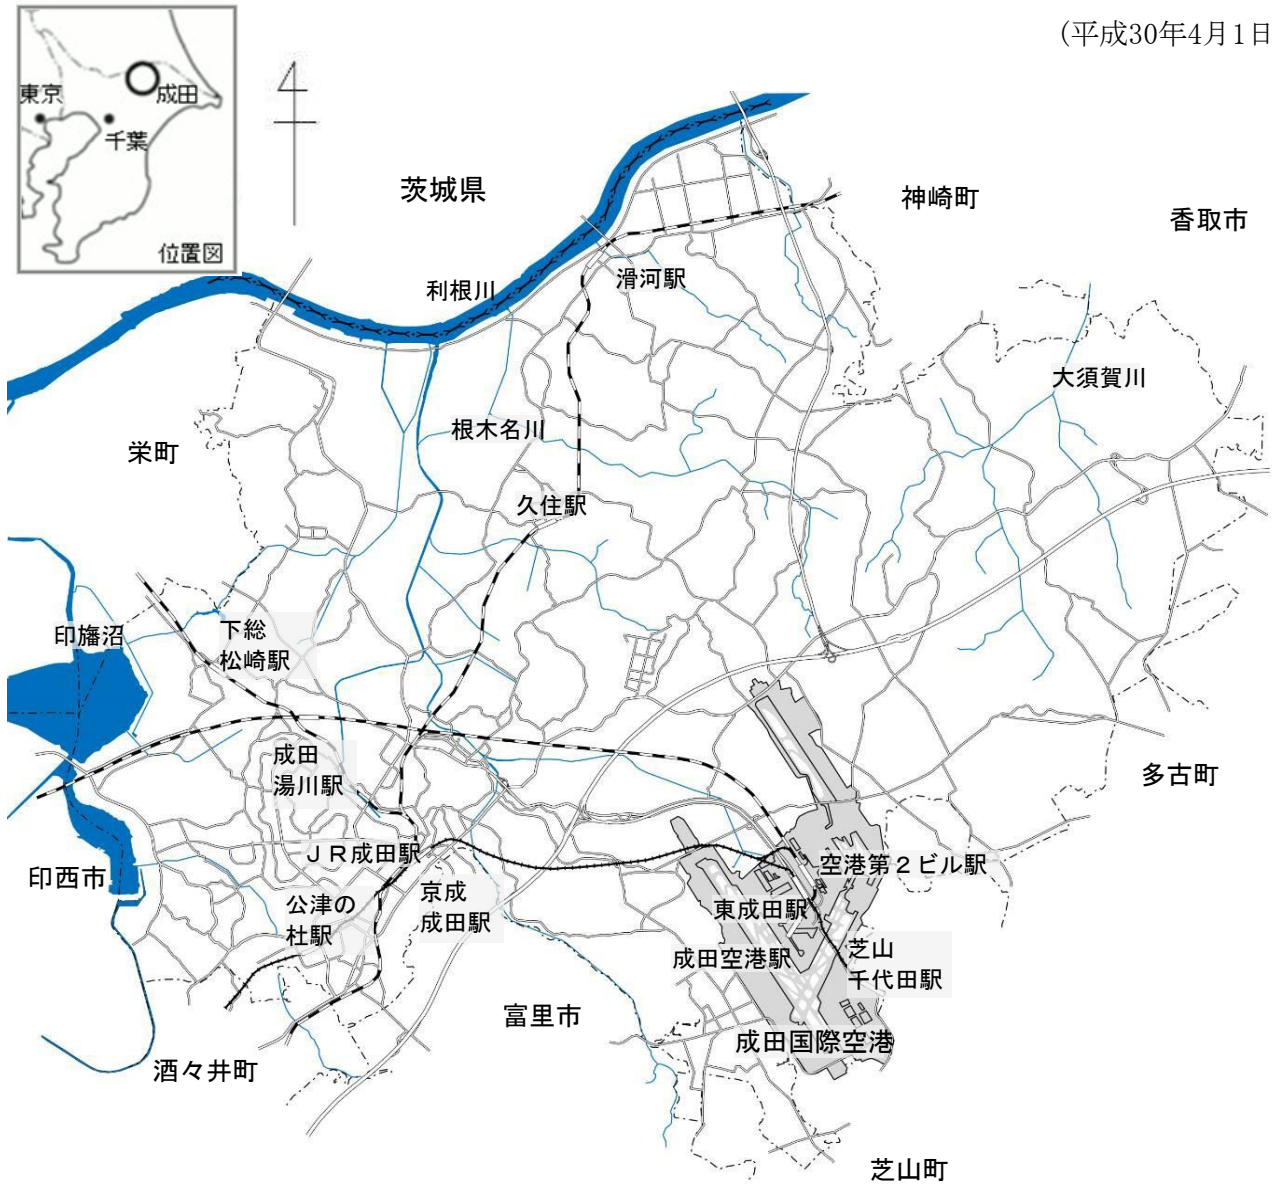 (平成30年4月1日
東京
成田
千葉
位置図
茨城県
神崎町
香取市
滑河駅
利根川
大須賀川
根木名川
栄町
久住駅
印旛沼
下総
松崎駅
成田
湯川駅
多古町
JR成田駅
空港第2ビル駅
印西市
公津の
杜駅
京成
成田駅
東成田駅
成田空港駅
芝山
千代田駅
富里市
成田国際空港
酒々井町
芝山町